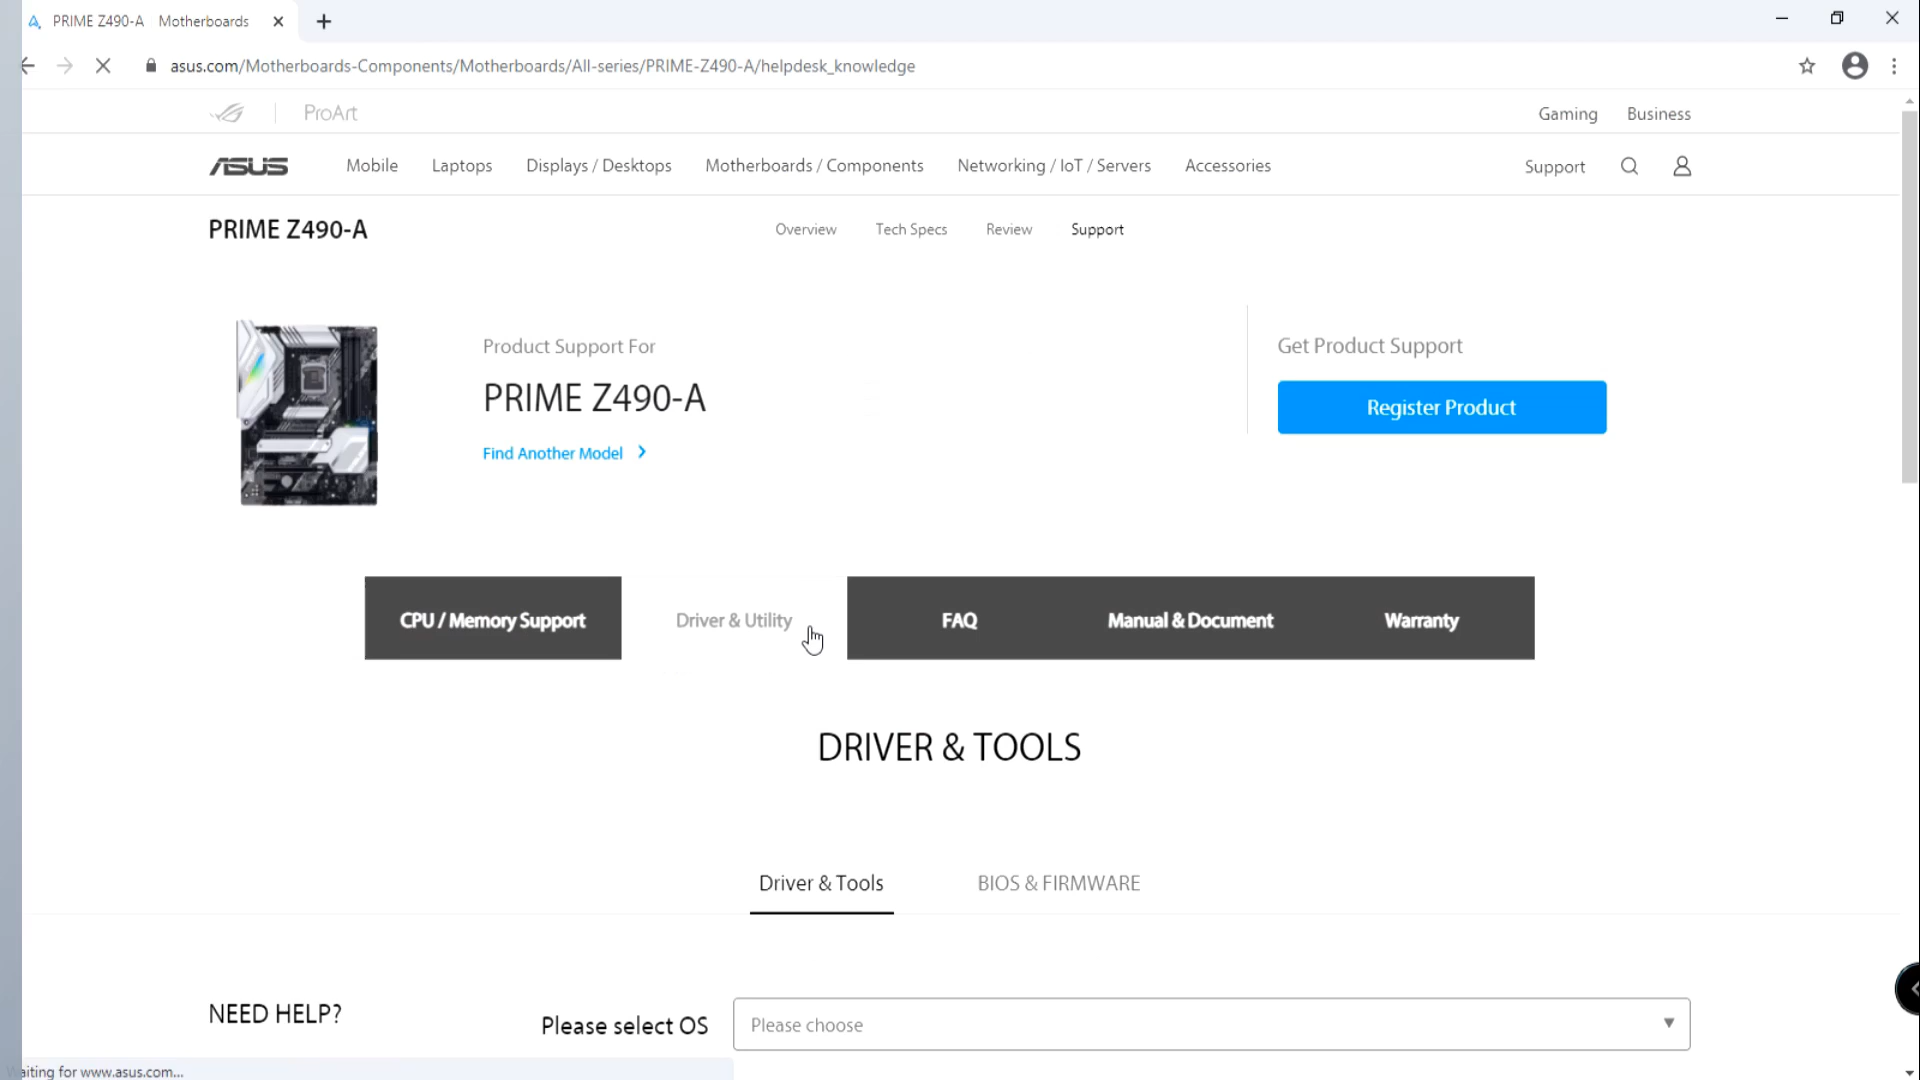 PRIME Z490-A Motherboards
asus.com/Motherboards-Components/Motherboards/All-series/PRIME-Z490-A/helpdesk_knowledge
ProArt
Gaming Business
ASUS Mobile Laptops Displays / Desktops Motherboards / Components Networking / IoT / Servers Accessories Support
PRIME Z490-A Overview Tech Specs Review Support
Product Support For
Get Product Support
PRIME Z490-A
Register Product
Find Another Model
CPU / Memory Support Driver & Utility FAQ Manual & Document Warranty
DRIVER & TOOLS
Driver & Tools BIOS & FIRMWARE
NEED HELP?
Please select OS Please choose
aiting for www.asus.com...